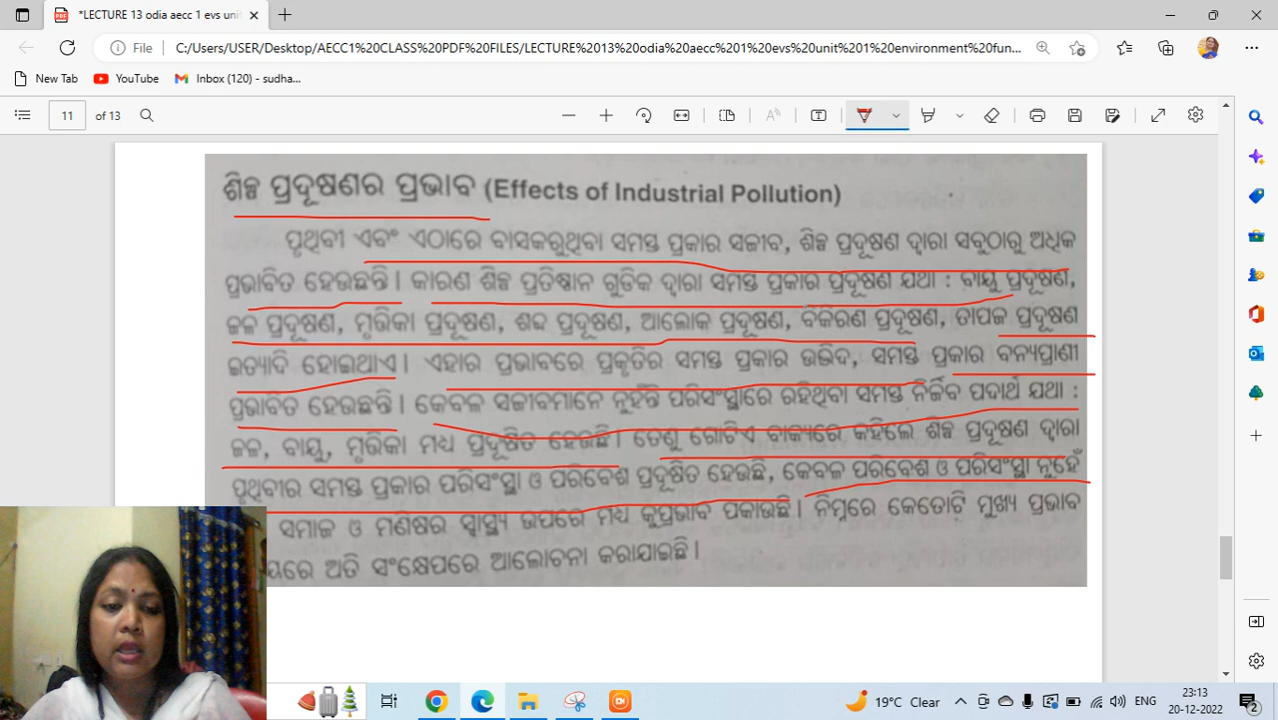 *LECTURE 13 odia aecc 1 evs uni
File C:/Users/USER/Desktop/AECC1%20CLASS%20PDF%20FILES/LECTURE%2013%20odia%20aecc%201%20evs%20unit%201%20environment%20fun...
New Tab YouTube Inbox (120) - sudha...
11 of 13
ଶିଳ୍ପ ପ୍ରଦୂଷଣର ପ୍ରଭାବ (Effects of Industrial Pollution)
ପୃଥିବୀ ଏବଂ ଏଠାରେ ବାସକରୁଥିବା ସମସ୍ତ ପ୍ରକାର ସଜୀବ, ଶିଳ୍ପ ପ୍ରଦୂଷଣ ଦ୍ୱାରା ସବୁଠାରୁ ଅଧିକ
ପ୍ରଭାବିତ ହେଉଛନ୍ତି। କାରଣ ଶିଳ୍ପ ପ୍ରତିଷ୍ଠାନ ଗୁଡିକ ଦ୍ୱାରା ସମସ୍ତ ପ୍ରକାର ପ୍ରଦୂଷଣ ଯଥା : ବାୟୁ ପ୍ରଦୂଷଣ,
ଜଳ ପ୍ରଦୂଷଣ, ମୃତ୍ତିକା ପ୍ରଦୂଷଣ, ଶବ୍ଦ ପ୍ରଦୂଷଣ, ଆଲୋକ ପ୍ରଦୂଷଣ, ବିକିରଣ ପ୍ରଦୂଷଣ, ତାପଜ ପ୍ରଦୂଷଣ
ଇତ୍ୟାଦି ହୋଇଥାଏ। ଏହାର ପ୍ରଭାବରେ ପ୍ରକୃତିର ସମସ୍ତ ପ୍ରକାର ଉଦ୍ଭିଦ, ସମସ୍ତ ପ୍ରକାର ବନ୍ୟପ୍ରାଣୀ
ପ୍ରଭାବିତ ହେଉଛନ୍ତି। କେବଳ ସଜୀବମାନେ ନୁହଁନ୍ତି ପରିସଂସ୍ଥାରେ ରହିଥିବା ସମସ୍ତ ନିର୍ଜିବ ପଦାର୍ଥ ଯଥା :
ଜଳ, ବାୟୁ, ମୃତ୍ତିକା ମଧ୍ୟ ପ୍ରଦୂଷିତ ହେଉଛି। ତେଣୁ ଗୋଟିଏ ବାକ୍ୟରେ କହିଲେ ଶିଳ୍ପ ପ୍ରଦୂଷଣ ଦ୍ୱାରା
ପୃଥିବୀର ସମସ୍ତ ପ୍ରକାର ପରିସଂସ୍ଥା ଓ ପରିବେଶ ପ୍ରଦୂଷିତ ହେଉଛି, କେବଳ ପରିବେଶ ଓ ପରିସଂସ୍ଥା ନୁହେଁ
ସମାଜ ଓ ମଣିଷର ସ୍ୱାସ୍ଥ୍ୟ ଉପରେ ମଧ୍ୟ କୁପ୍ରଭାବ ପକାଉଛି। ନିମ୍ନରେ କେତୋଟି ମୁଖ୍ୟ ପ୍ରଭାବ
ଅତି ସଂକ୍ଷେପରେ ଆଲୋଚନା କରାଯାଇଛି।
19°C Clear ENG 23:13
20-12-2022
2